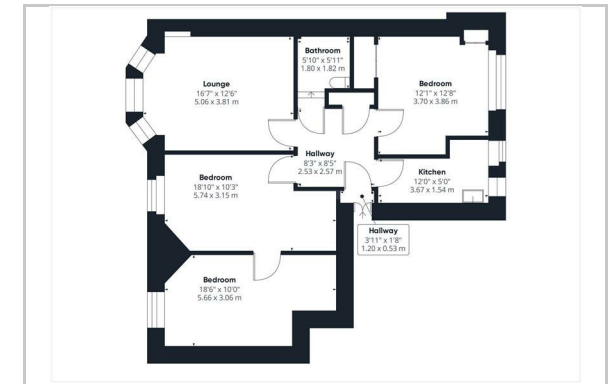 Bathroom
5'10" x 5'11"
1.80 x 1.82 m
Lounge
16'7" x 12'6"
5.06 x 3.81 m
Bedroom
12'1" x 12'8"
3.70 x 3.86 m
Hallway
8'3" x 8'5"
2.53 x 2.57 m
Kitchen
12'0" x 5'0"
3.67 x 1.54 m
Bedroom
18'10" x 10'3"
5.74 x 3.15 m
Hallway
3'11" x 1'8"
1.20 x 0.53 m
Bedroom
18'6" x 10'0"
5.66 x 3.06 m